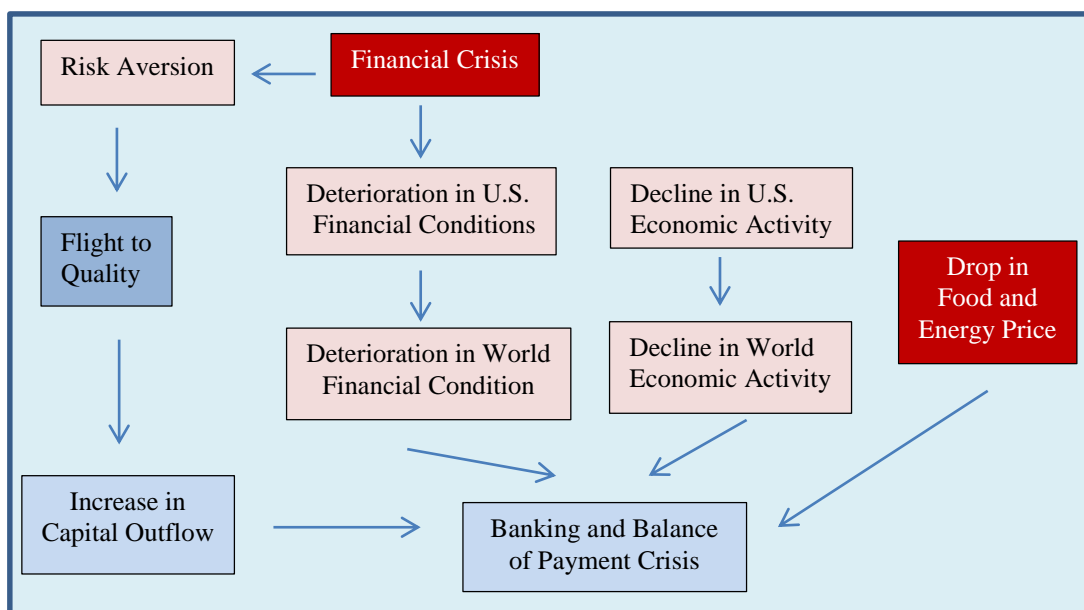 Risk Aversion
Financial Crisis
Deterioration in U.S.
Financial Conditions
Decline in U.S.
Economic Activity
Flight to
Quality
Drop in
Food and
Energy Price
Deterioration in World
Financial Condition
Decline in World
Economic Activity
Increase in
Capital Outflow
Banking and Balance
of Payment Crisis